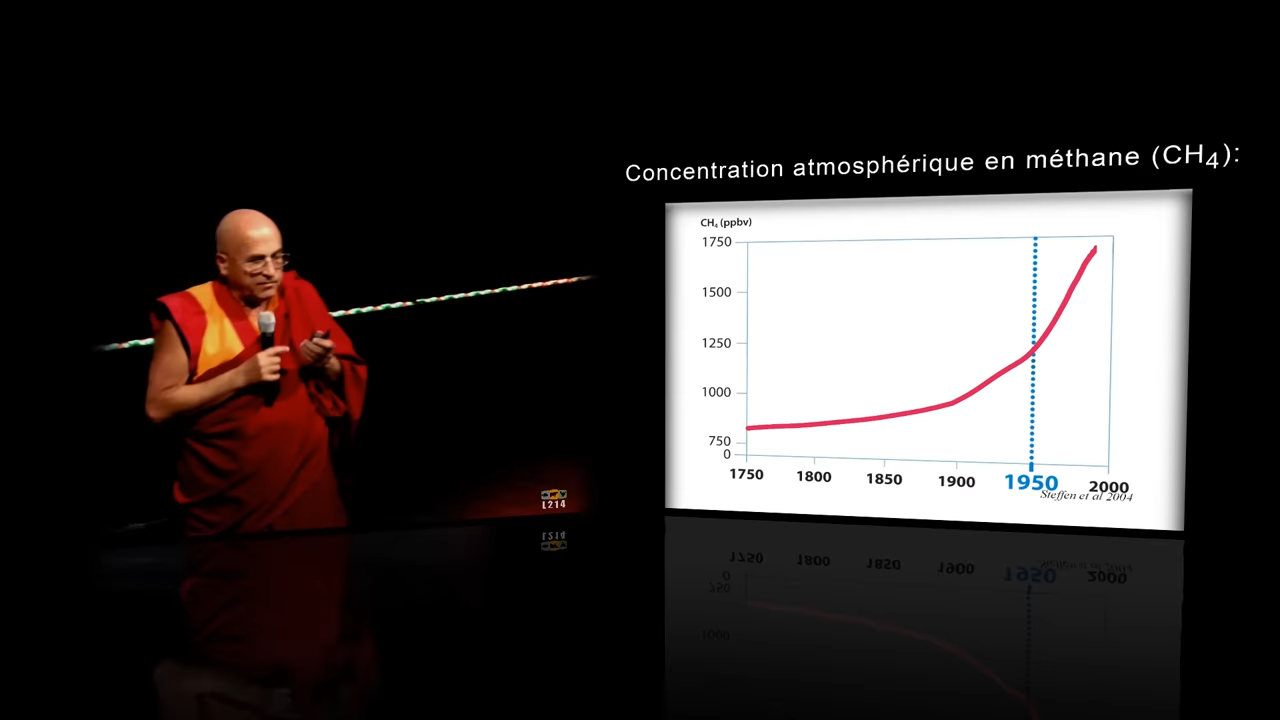 Concentration atmosphérique en méthane (CH4):
CH4 (ppbv)
1750
1500
1250
1000
750
0
1750 1800 1850 1900 1950 2000
Steffen et al 2004
L214